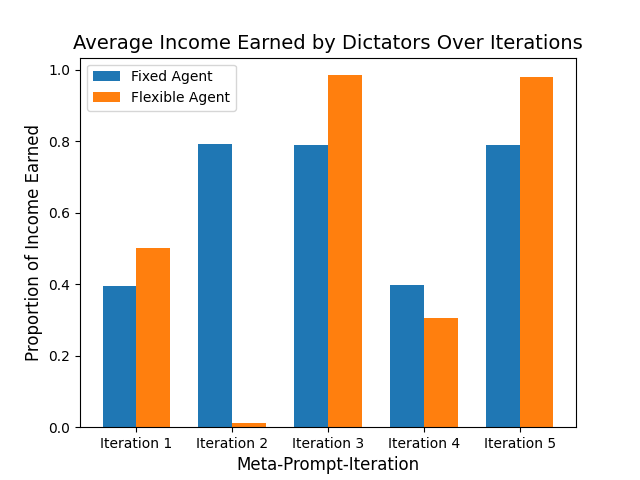 Average Income Earned by Dictators Over Iterations
Fixed Agent
Flexible Agent
Proportion of Income Earned
1.0
0.8
0.6
0.4
0.2
0.0
Iteration 1 Iteration 2 Iteration 3 Iteration 4 Iteration 5
Meta-Prompt-Iteration